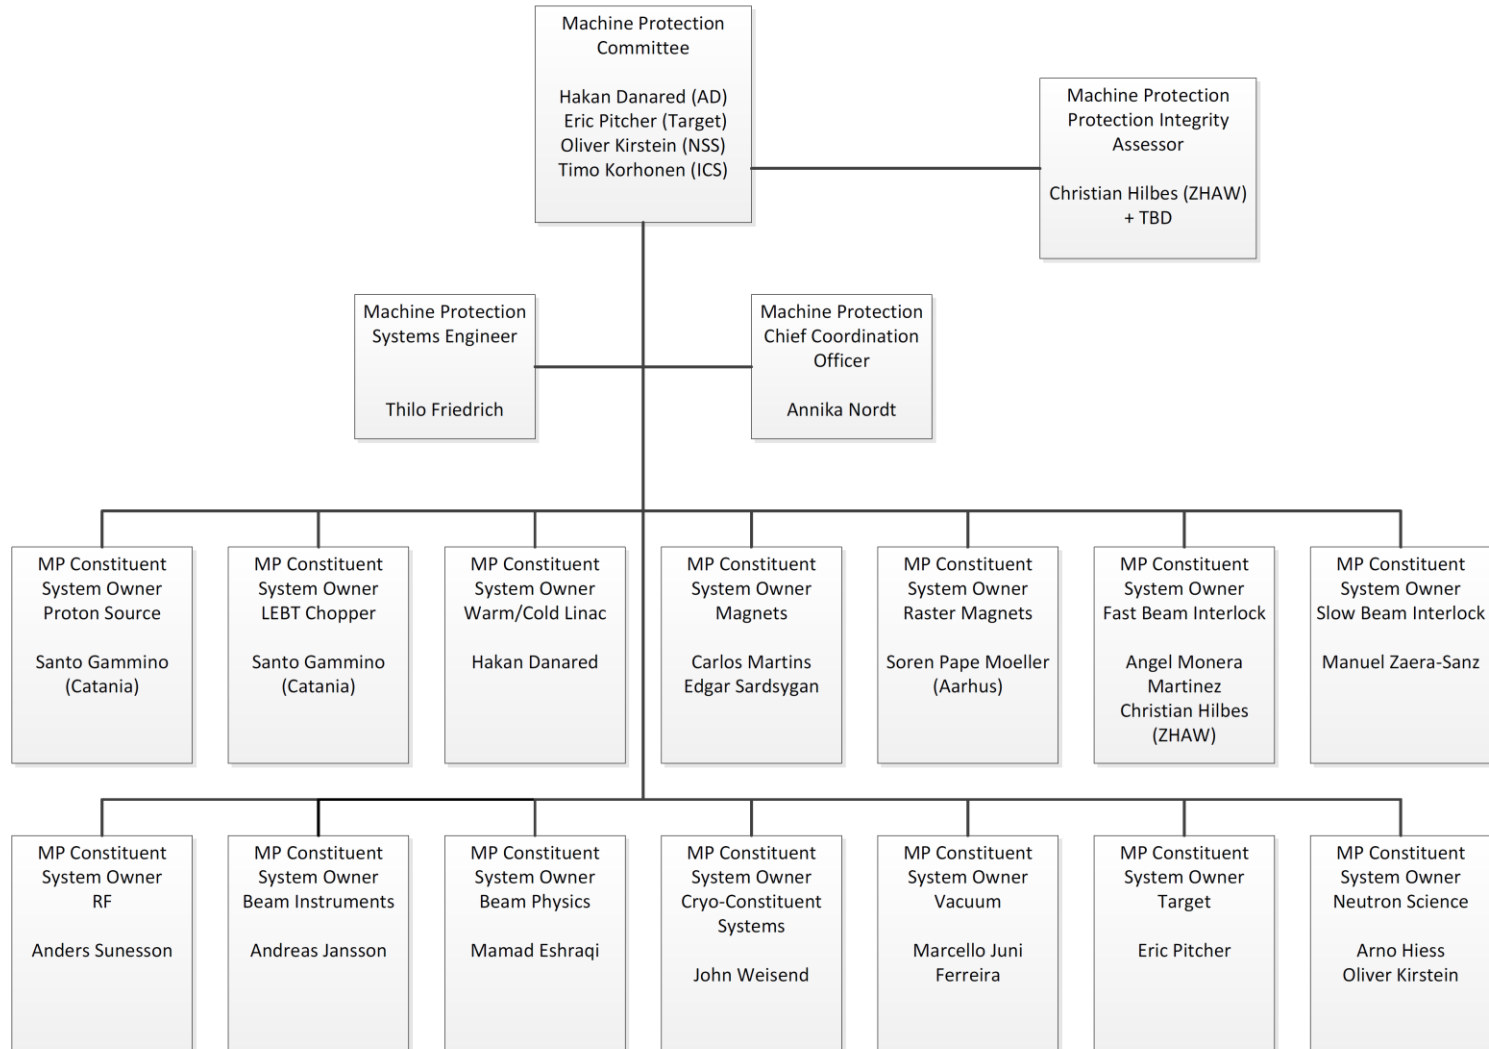 Machine Protection
Committee
Hakan Danared (AD)
Eric Pitcher (Target)
Oliver Kirstein (NSS)
Timo Korhonen (ICS)
Machine Protection
Protection Integrity
Assessor
Christian Hilbes (ZHAW)
+ TBD
Machine Protection
Systems Engineer
Thilo Friedrich
Machine Protection
Chief Coordination
Officer
Annika Nordt
MP Constituent
System Owner
Proton Source
Santo Gammino
(Catania)
MP Constituent
System Owner
LEBT Chopper
Santo Gammino
(Catania)
MP Constituent
System Owner
Warm/Cold Linac
Hakan Danared
MP Constituent
System Owner
Magnets
Carlos Martins
Edgar Sardsygan
MP Constituent
System Owner
Raster Magnets
Soren Pape Moeller
(Aarhus)
MP Constituent
System Owner
Fast Beam Interlock
Angel Monera
Martinez
Christian Hilbes
(ZHAW)
MP Constituent
System Owner
Slow Beam Interlock
Manuel Zaera-Sanz
MP Constituent
System Owner
RF
Anders Sunesson
MP Constituent
System Owner
Beam Instruments
Andreas Jansson
MP Constituent
System Owner
Beam Physics
Mamad Eshraqi
MP Constituent
System Owner
Cryo-Constituent
Systems
John Weisend
MP Constituent
System Owner
Vacuum
Marcello Juni
Ferreira
MP Constituent
System Owner
Target
Eric Pitcher
MP Constituent
System Owner
Neutron Science
Arno Hiess
Oliver Kirstein